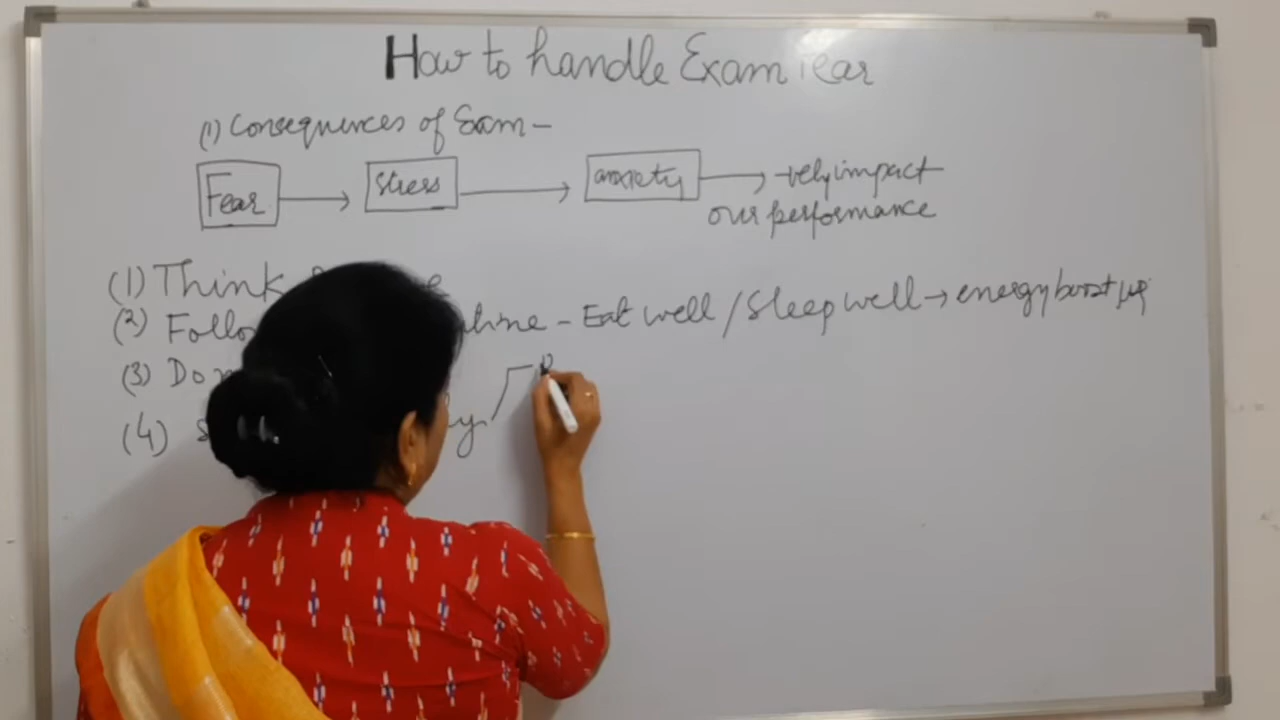 How to handle Exam Fear
(1) Consequences of Exam -
Fear → stress → anxiety → -vely impact
our performance
(1) Think
(2) Follo - Eat well / Sleep well → energy boost up
(3) Do
(4) S